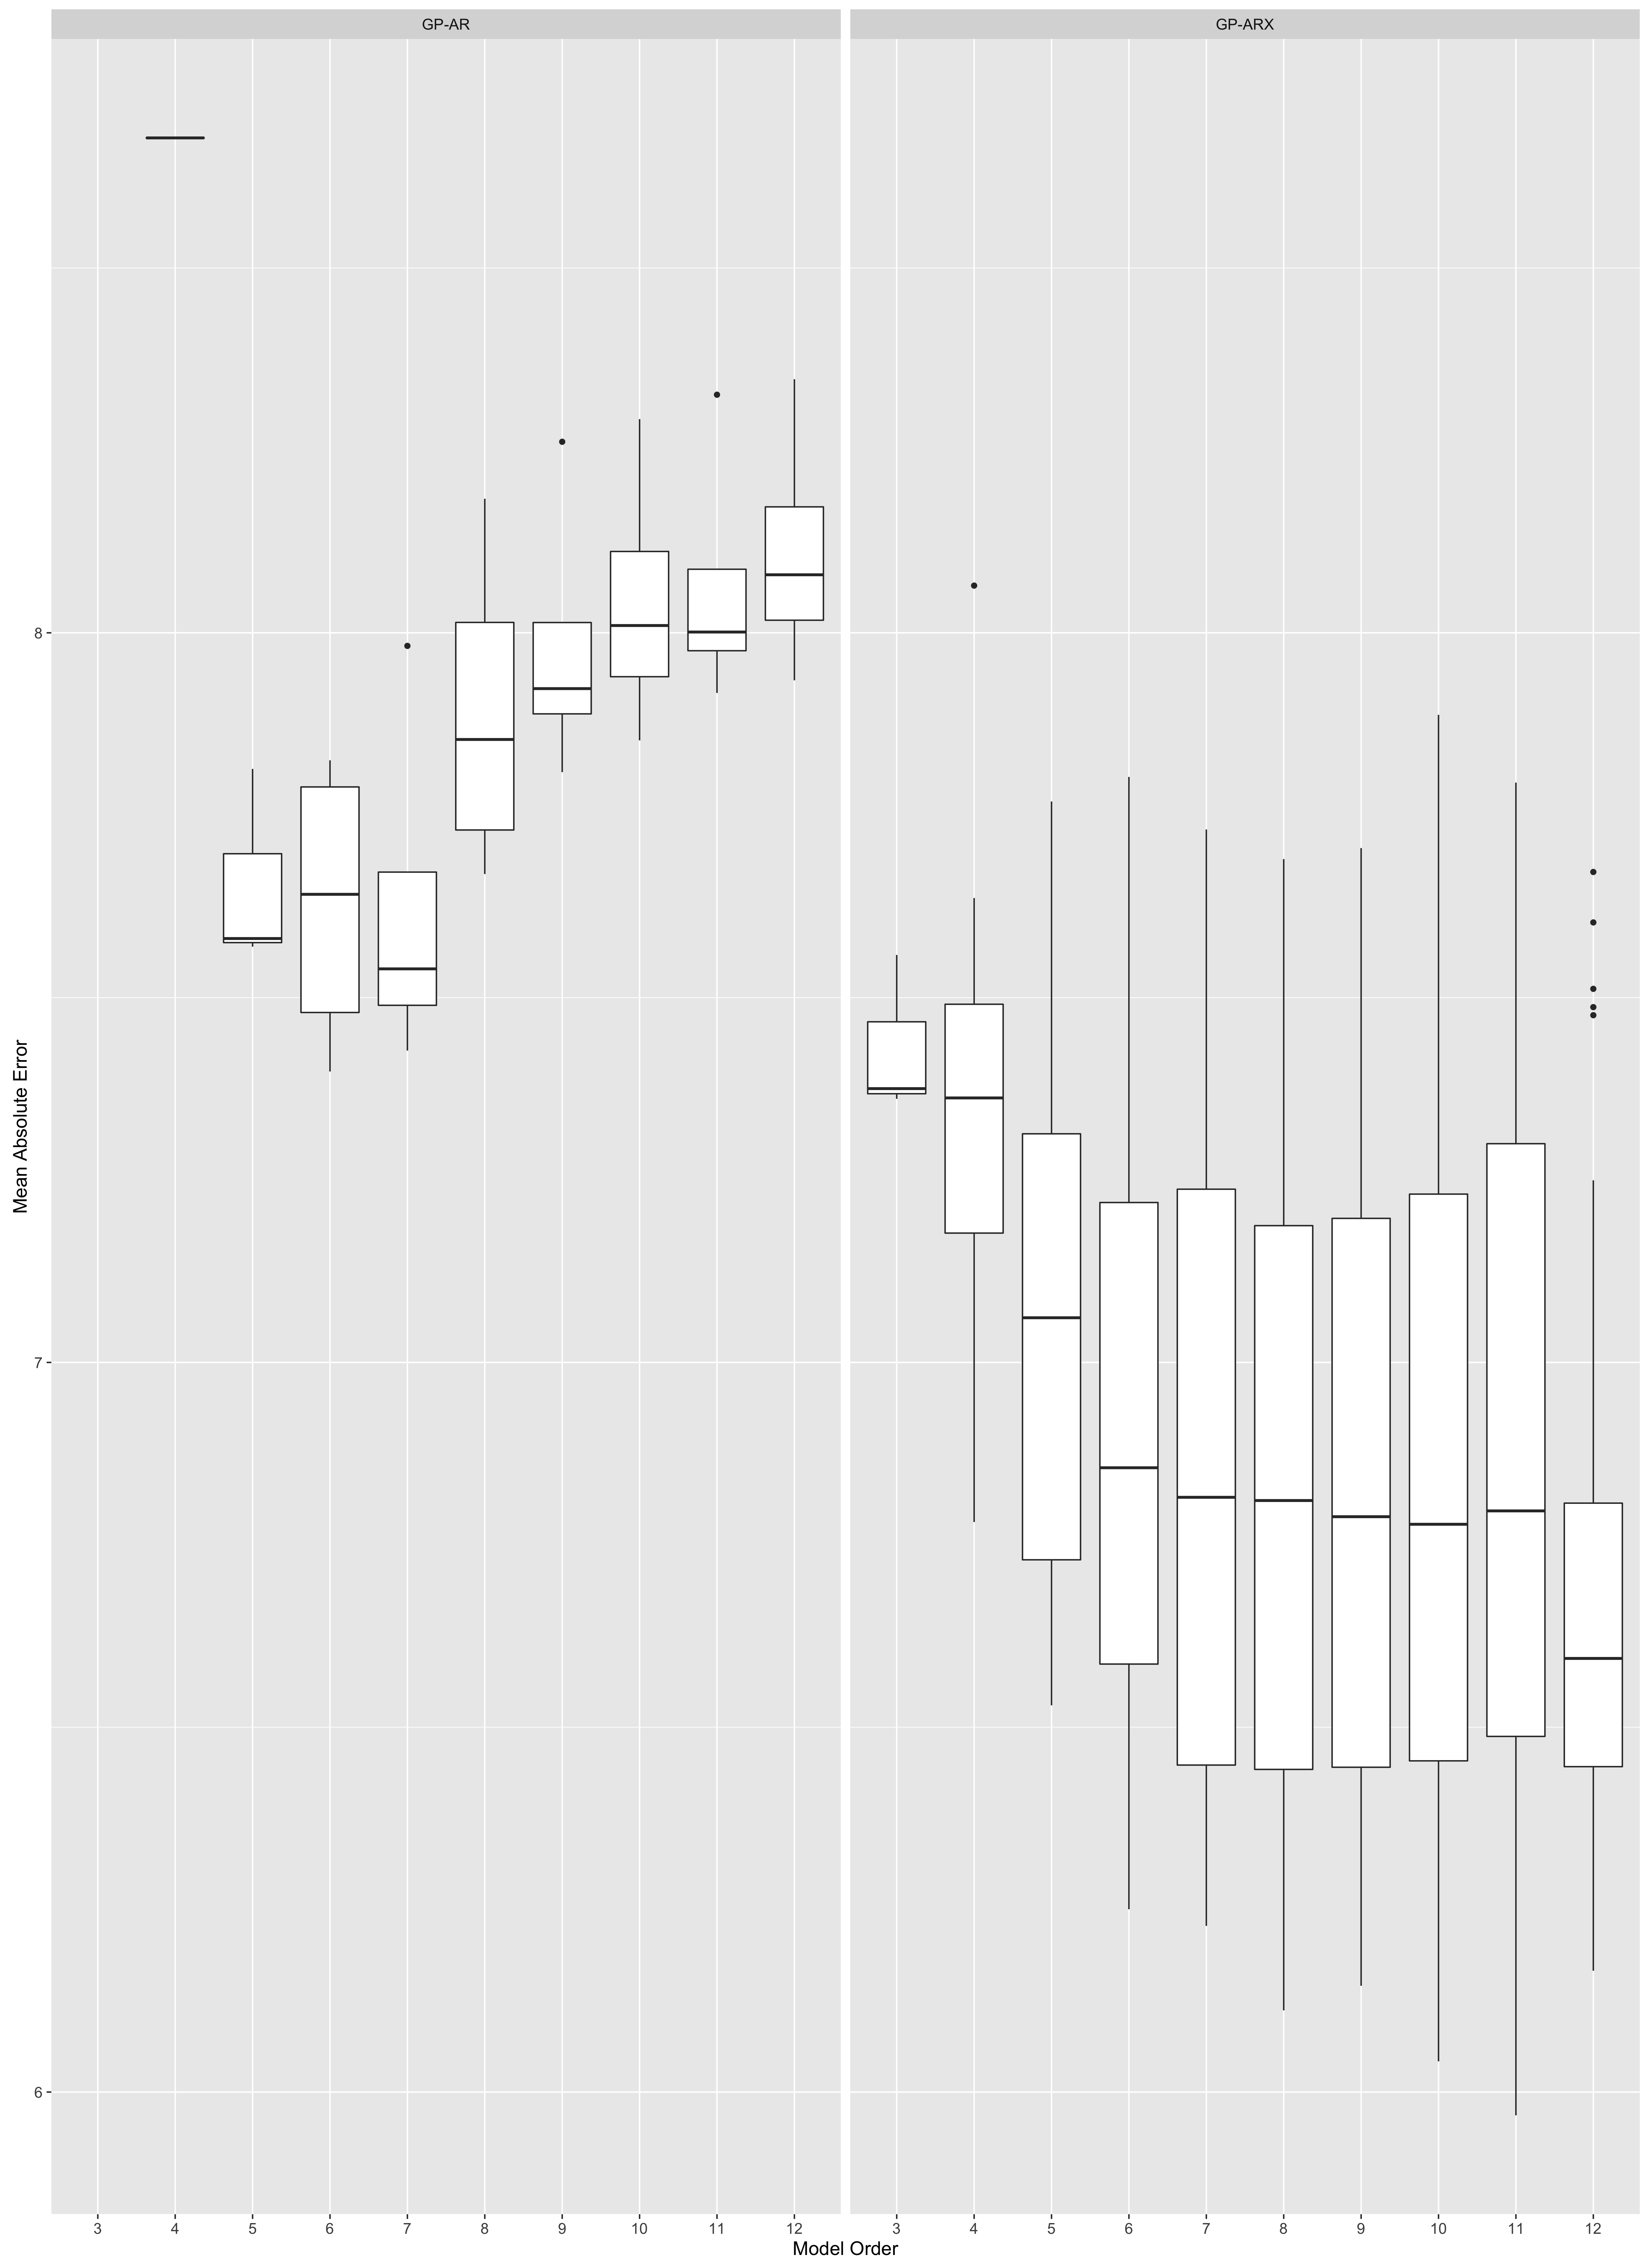 GP-AR
GP-ARX
Mean Absolute Error
8
7
6
3 4 5 6 7 8 9 10 11 12
3 4 5 6 7 8 9 10 11 12
Model Order